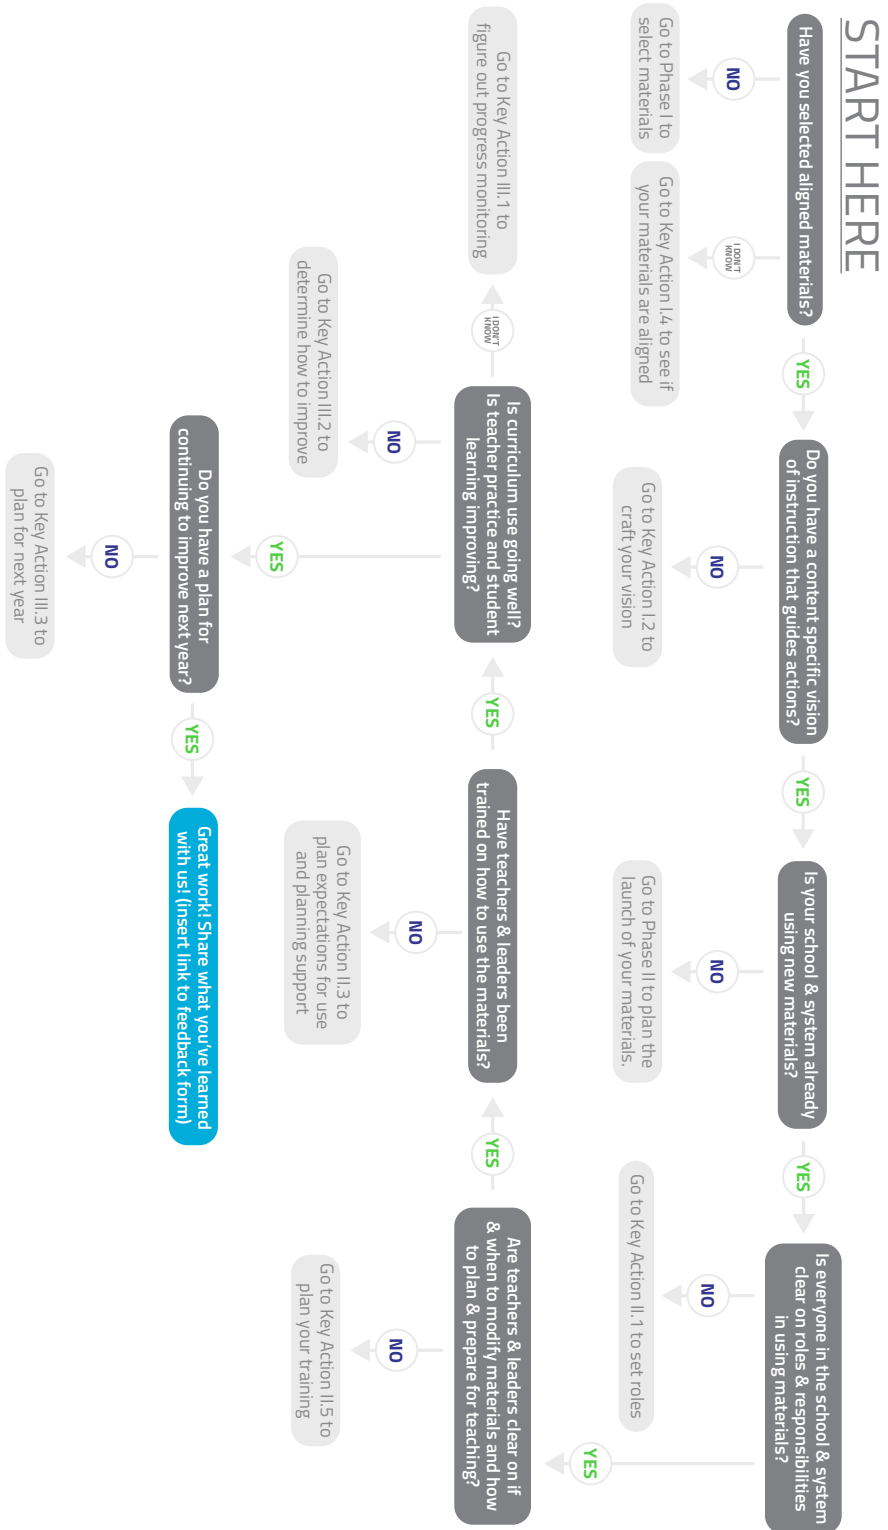 START HERE
Have you selected aligned materials?
NO
Go to Phase I to
select materials
I DON'T
KNOW
Go to Key Action I.4 to see if
your materials are aligned
YES
Do you have a content specific vision
of instruction that guides actions?
NO
Go to Key Action I.2 to
craft your vision
YES
Is your school & system already
using new materials?
NO
Go to Phase II to plan the
launch of your materials.
YES
Is everyone in the school & system
clear on roles & responsibilities
in using materials?
NO
Go to Key Action II.1 to set roles
YES
Are teachers & leaders clear on if
& when to modify materials and how
to plan & prepare for teaching?
NO
Go to Key Action II.5 to
plan your training
YES
Have teachers & leaders been
trained on how to use the materials?
NO
Go to Key Action II.3 to
plan expectations for use
and planning support
YES
Is curriculum use going well?
Is teacher practice and student
learning improving?
I DON'T
KNOW
Go to Key Action III.1 to
figure out progress monitoring
NO
Go to Key Action III.2 to
determine how to improve
YES
Do you have a plan for
continuing to improve next year?
NO
Go to Key Action III.3 to
plan for next year
YES
Great work! Share what you've learned
with us! (insert link to feedback form)